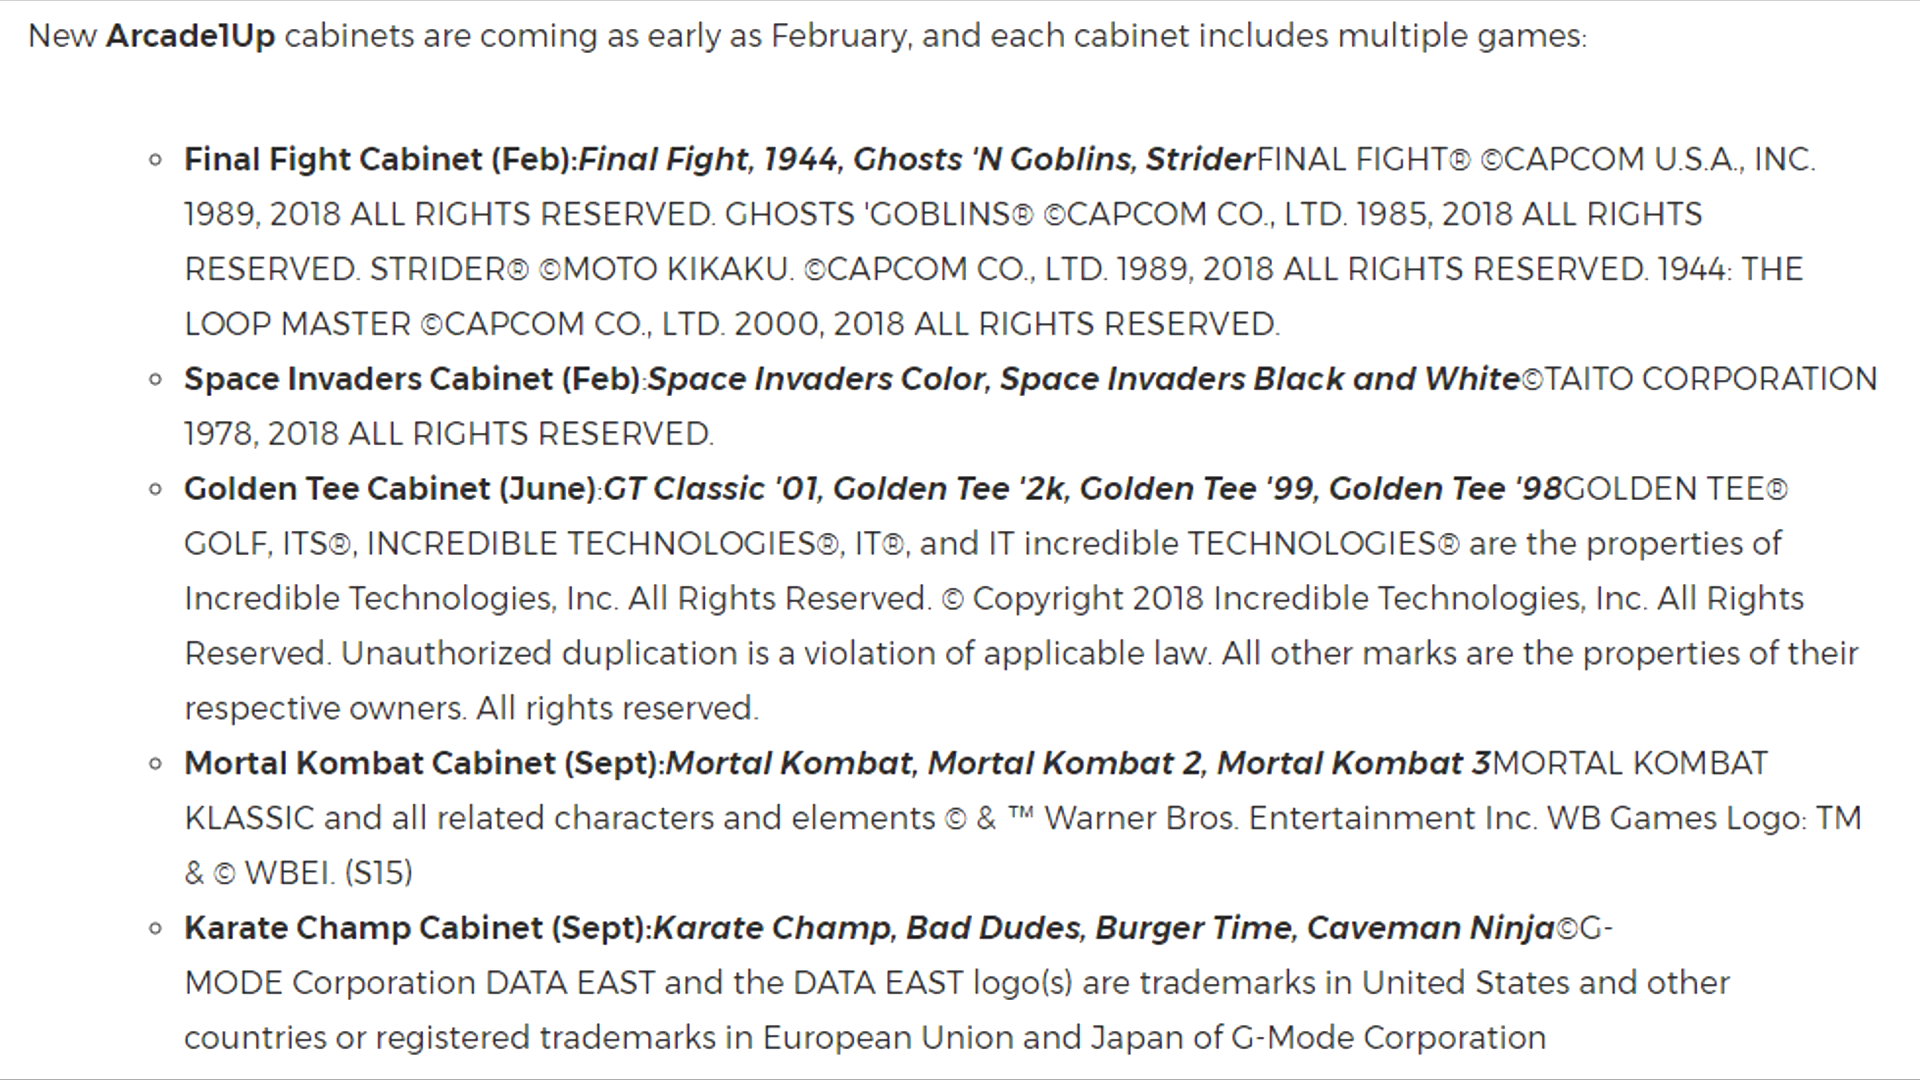 New Arcade1Up cabinets are coming as early as February, and each cabinet includes multiple games:
Final Fight Cabinet (Feb):Final Fight, 1944, Ghosts 'N Goblins, StriderFINAL FIGHT® ©CAPCOM U.S.A., INC.
1989, 2018 ALL RIGHTS RESERVED. GHOSTS 'GOBLINS® ©CAPCOM CO., LTD. 1985, 2018 ALL RIGHTS
RESERVED. STRIDER® ©MOTO KIKAKU. ©CAPCOM CO., LTD. 1989, 2018 ALL RIGHTS RESERVED. 1944: THE
LOOP MASTER ©CAPCOM CO., LTD. 2000, 2018 ALL RIGHTS RESERVED.
Space Invaders Cabinet (Feb):Space Invaders Color, Space Invaders Black and White©TAITO CORPORATION
1978, 2018 ALL RIGHTS RESERVED.
Golden Tee Cabinet (June):GT Classic '01, Golden Tee '2k, Golden Tee '99, Golden Tee '98GOLDEN TEE®
GOLF, ITS®, INCREDIBLE TECHNOLOGIES®, IT®, and IT incredible TECHNOLOGIES® are the properties of
Incredible Technologies, Inc. All Rights Reserved. © Copyright 2018 Incredible Technologies, Inc. All Rights
Reserved. Unauthorized duplication is a violation of applicable law. All other marks are the properties of their
respective owners. All rights reserved.
Mortal Kombat Cabinet (Sept):Mortal Kombat, Mortal Kombat 2, Mortal Kombat 3MORTAL KOMBAT
KLASSIC and all related characters and elements © & ™ Warner Bros. Entertainment Inc. WB Games Logo: TM
& © WBEI. (S15)
Karate Champ Cabinet (Sept):Karate Champ, Bad Dudes, Burger Time, Caveman Ninja©G-
MODE Corporation DATA EAST and the DATA EAST logo(s) are trademarks in United States and other
countries or registered trademarks in European Union and Japan of G-Mode Corporation